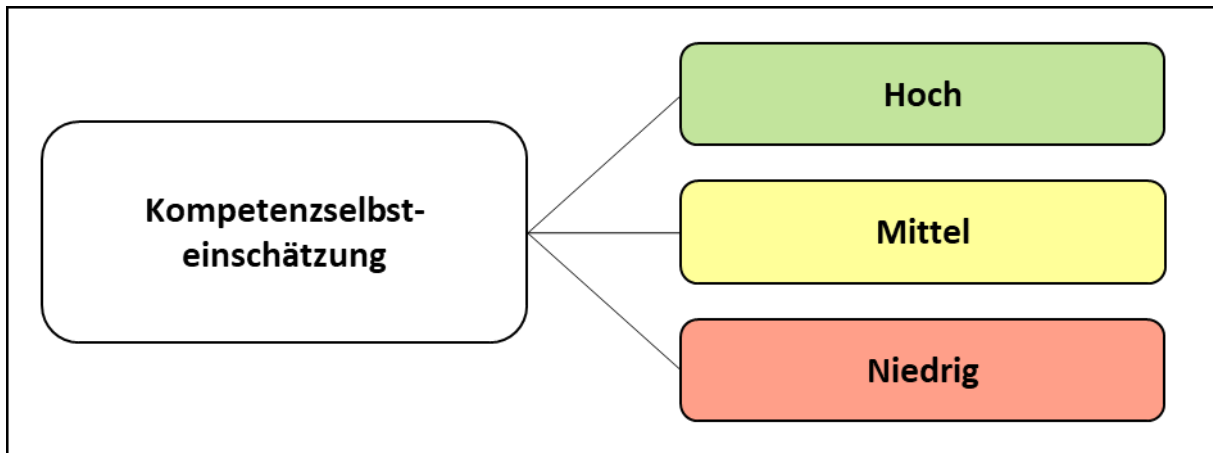 Kompetenzselbst-
einschätzung
Hoch
Mittel
Niedrig